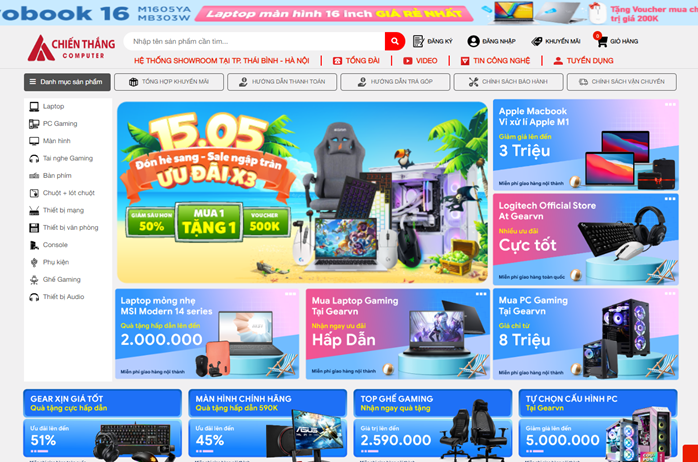 obook 16
M1605YA
MB303W
Laptop màn hình 16 inch GIÁ RẺ NHẤT
Tặng Voucher mua ch
trị giá 200K
CHIẾN THẮNG
COMPUTER
Nhập tên sản phẩm cần tìm...
ĐĂNG KÝ
ĐĂNG NHẬP
KHUYẾN MÃI
0
GIỎ HÀNG
HỆ THỐNG SHOWROOM TẠI TP. THÁI BÌNH - HÀ NỘI
TỔNG ĐÀI
VIDEO
TIN CÔNG NGHỆ
TUYỂN DỤNG
Danh mục sản phẩm
TỔNG HỢP KHUYẾN MÃI
HƯỚNG DẪN THANH TOÁN
HƯỚNG DẪN TRẢ GÓP
CHÍNH SÁCH BẢO HÀNH
CHÍNH SÁCH VẬN CHUYỂN
Laptop
PC Gaming
Màn hình
Tai nghe Gaming
Bàn phím
Chuột + lót chuột
Thiết bị mạng
Thiết bị văn phòng
Console
Phụ kiện
Ghế Gaming
Thiết bị Audio
15.05
Đón hè sang - Sale ngập tràn
ƯU ĐÃI X3
GIẢM SÂU HƠN
50%
MUA 1
TẶNG 1
VOUCHER
500K
Apple Macbook
Vi xử lí Apple M1
Giảm giá lên đến
3 Triệu
Miễn phí giao hàng nội thành
Logitech Official Store
At Gearvn
Nhiều ưu đãi
Cực tốt
Miễn phí giao hàng toàn quốc
Laptop mỏng nhẹ
MSI Modern 14 series
Quà tặng hấp dẫn lên đến
2.000.000
Miễn phí giao hàng nội thành
Mua Laptop Gaming
Tại Gearvn
Nhận ngay ưu đãi
Hấp Dẫn
Miễn phí giao hàng nội thành
Mua PC Gaming
Tại Gearvn
Giá chỉ từ
8 Triệu
Miễn phí giao hàng nội thành
GEAR XỊN GIÁ TỐT
Quà tặng cực hấp dẫn
Ưu đãi lên đến
51%
MÀN HÌNH CHÍNH HÃNG
Quà tặng hấp dẫn 590K
Ưu đãi lên đến
45%
TOP GHẾ GAMING
Nhận ngay quà tặng
Giá trị lên đến
2.590.000
TỰ CHỌN CẤU HÌNH PC
Tại Gearvn
Giảm giá lên đến
5.000.000